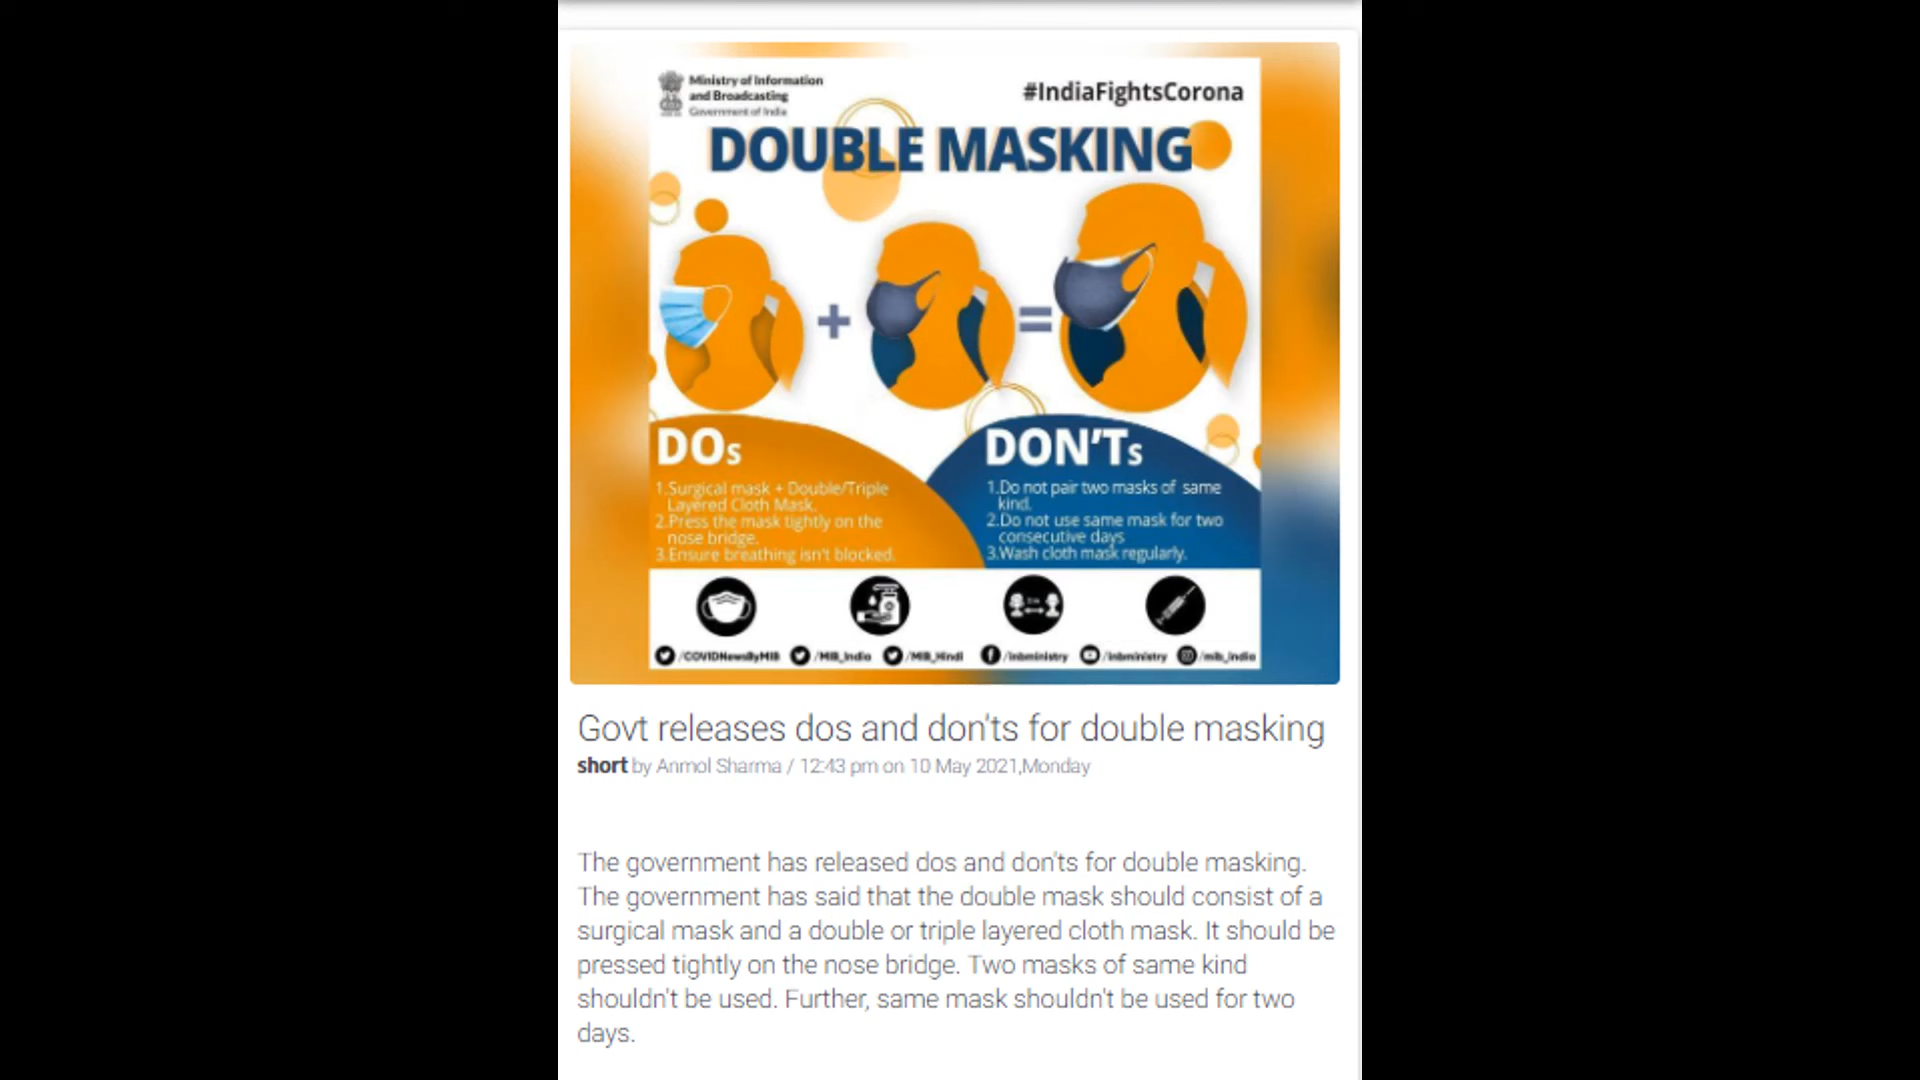 Ministry of Information
and Broadcasting
Government of India
#IndiaFightsCorona
DOUBLE MASKING
+
=
DOs
1.Surgical mask + Double/Triple
Layered Cloth Mask.
2.Press the mask tightly on the
nose bridge.
3.Ensure breathing isn't blocked.
DON'Ts
1.Do not pair two masks of same
kind.
2.Do not use same mask for two
consecutive days
3.Wash cloth mask regularly.
/COVIDNewsByMIB /MIB_India /MIB_Hindi /inbministry /inbministry /mib_india
Govt releases dos and don'ts for double masking
short by Anmol Sharma / 12:43 pm on 10 May 2021,Monday
The government has released dos and don'ts for double masking.
The government has said that the double mask should consist of a
surgical mask and a double or triple layered cloth mask. It should be
pressed tightly on the nose bridge. Two masks of same kind
shouldn't be used. Further, same mask shouldn't be used for two
days.